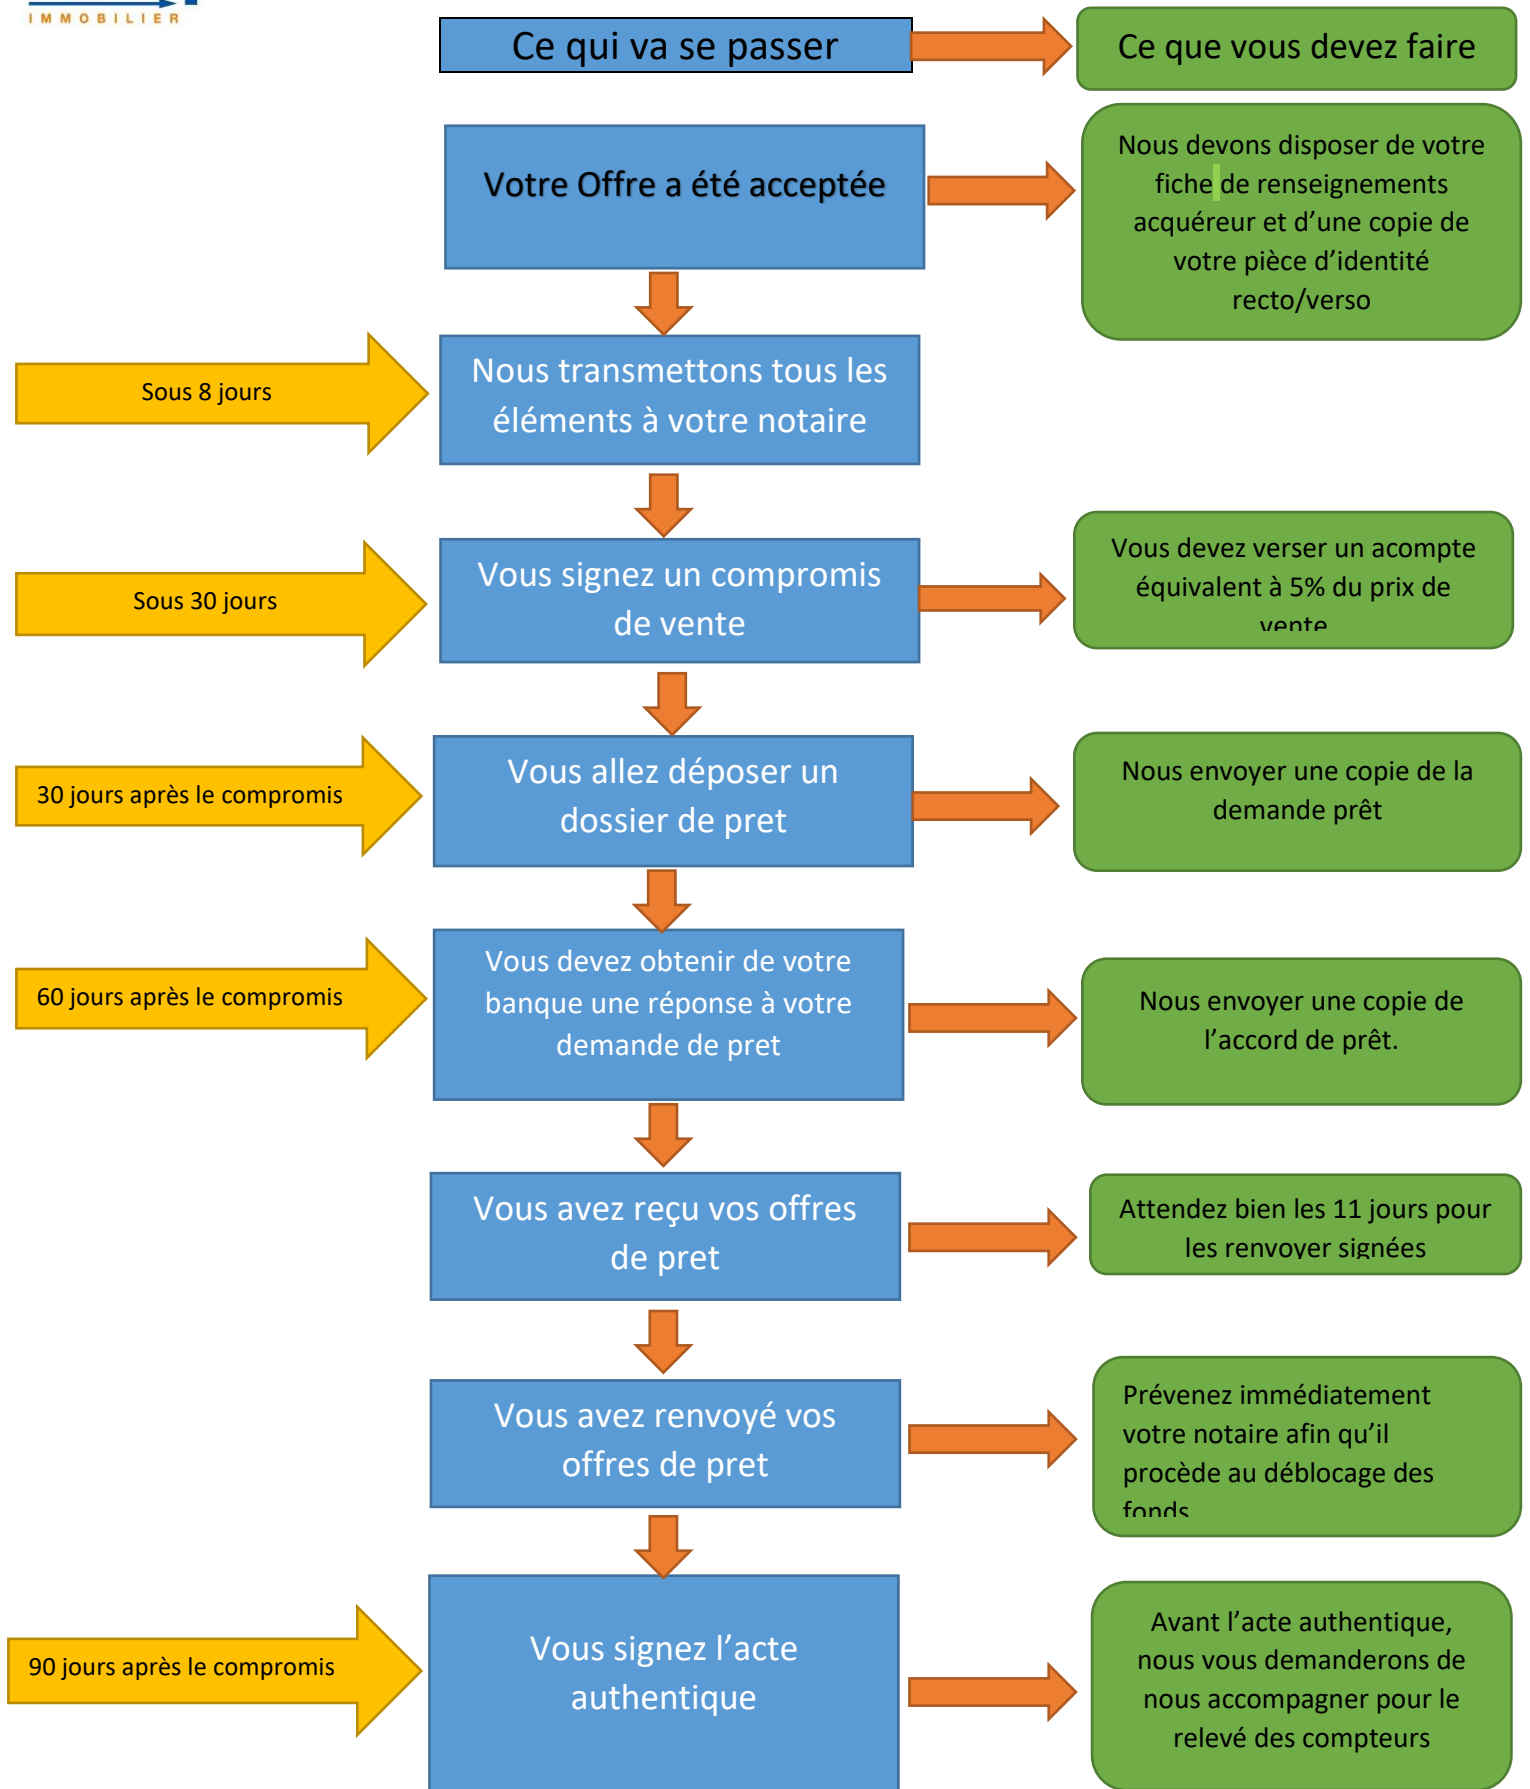 IMMOBILIER
Ce qui va se passer
Ce que vous devez faire
Votre Offre a été acceptée
Nous devons disposer de votre
fiche de renseignements
acquéreur et d’une copie de
votre pièce d’identité
recto/verso
Sous 8 jours
Nous transmettons tous les
éléments à votre notaire
Sous 30 jours
Vous signez un compromis
de vente
Vous devez verser un acompte
équivalent à 5% du prix de
vente
30 jours après le compromis
Vous allez déposer un
dossier de pret
Nous envoyer une copie de la
demande prêt
60 jours après le compromis
Vous devez obtenir de votre
banque une réponse à votre
demande de pret
Nous envoyer une copie de
l’accord de prêt.
Vous avez reçu vos offres
de pret
Attendez bien les 11 jours pour
les renvoyer signées
Vous avez renvoyé vos
offres de pret
Prévenez immédiatement
votre notaire afin qu’il
procède au déblocage des
fonds
90 jours après le compromis
Vous signez l’acte
authentique
Avant l’acte authentique,
nous vous demanderons de
nous accompagner pour le
relevé des compteurs